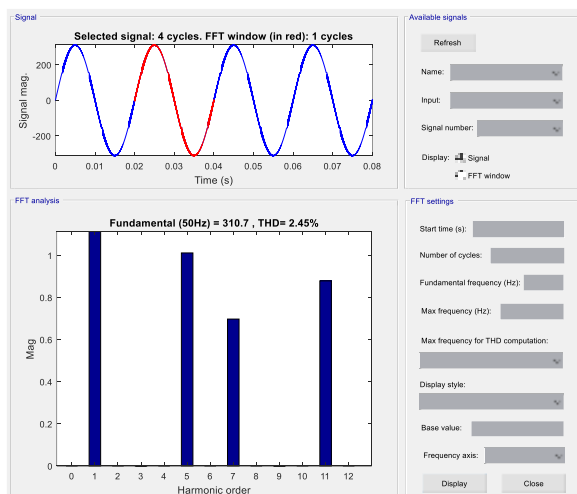 Signal
Selected signal: 4 cycles. FFT window (in red): 1 cycles
200
0
-200
Signal mag.
0 0.01 0.02 0.03 0.04 0.05 0.06 0.07 0.08
Time (s)
Available signals
Refresh
Name:
Input:
Signal number:
Display: Signal
FFT window
FFT analysis
Fundamental (50Hz) = 310.7 , THD= 2.45%
1
0.8
0.6
0.4
0.2
0
Mag
0 1 2 3 4 5 6 7 8 9 10 11 12
Harmonic order
FFT settings
Start time (s):
Number of cycles:
Fundamental frequency (Hz):
Max frequency (Hz):
Max frequency for THD computation:
Display style:
Base value:
Frequency axis:
Display Close